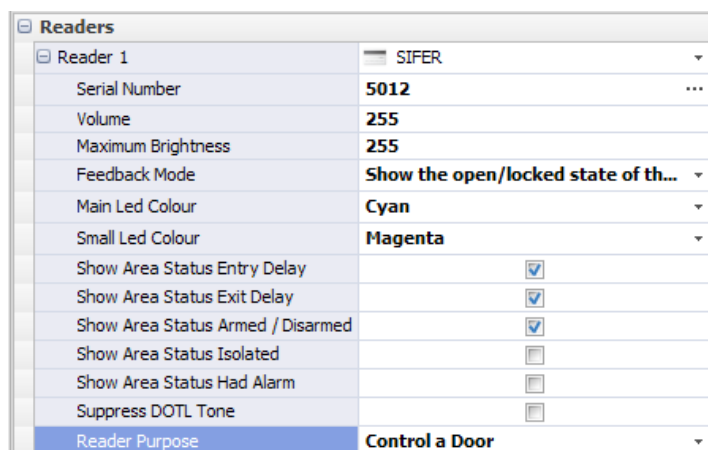 Readers
Reader 1 SIFER
Serial Number 5012 ...
Volume 255
Maximum Brightness 255
Feedback Mode Show the open/locked state of th...
Main Led Colour Cyan
Small Led Colour Magenta
Show Area Status Entry Delay
Show Area Status Exit Delay
Show Area Status Armed / Disarmed
Show Area Status Isolated
Show Area Status Had Alarm
Suppress DOTL Tone
Reader Purpose Control a Door